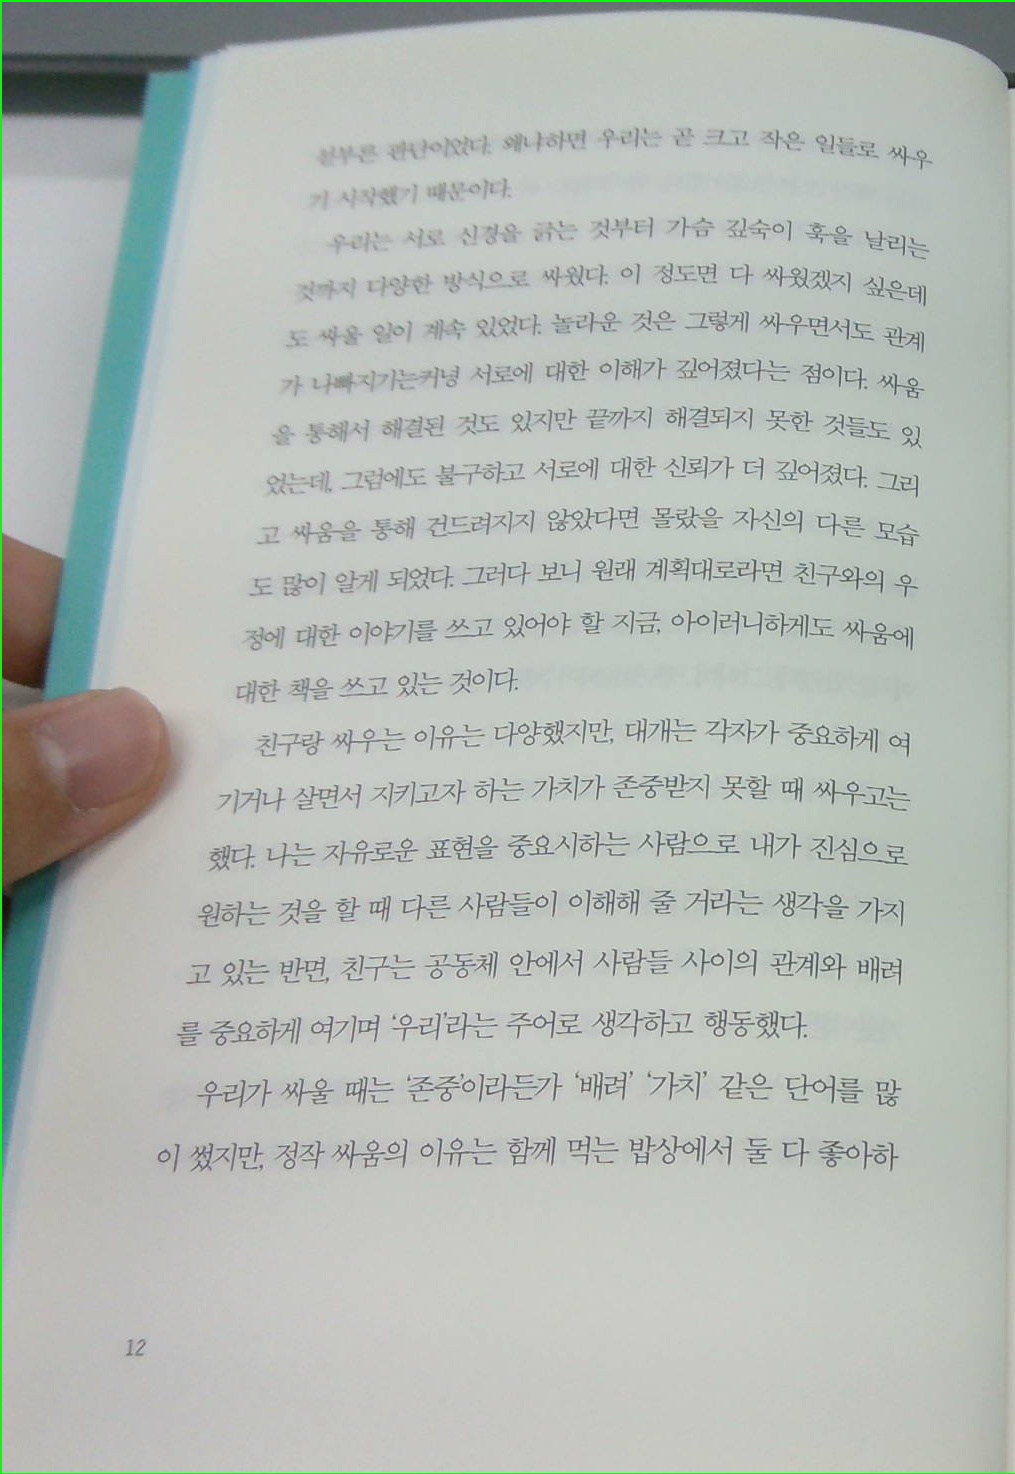 섣부른 판단이었다. 왜냐하면 우리는 곧 크고 작은 일들로 싸우
기 시작했기 때문이다.
우리는 서로 신경을 긁는 것부터 가슴 깊숙이 훅을 날리는
것까지 다양한 방식으로 싸웠다. 이 정도면 다 싸웠겠지 싶은데
도 싸울 일이 계속 있었다. 놀라운 것은 그렇게 싸우면서도 관계
가 나빠지기는커녕 서로에 대한 이해가 깊어졌다는 점이다. 싸움
을 통해서 해결된 것도 있지만 끝까지 해결되지 못한 것들도 있
었는데, 그럼에도 불구하고 서로에 대한 신뢰가 더 깊어졌다. 그리
고 싸움을 통해 건드려지지 않았다면 몰랐을 자신의 다른 모습
도 많이 알게 되었다. 그러다 보니 원래 계획대로라면 친구와의 우
정에 대한 이야기를 쓰고 있어야 할 지금, 아이러니하게도 싸움에
대한 책을 쓰고 있는 것이다.
친구랑 싸우는 이유는 다양했지만, 대개는 각자가 중요하게 여
기거나 살면서 지키고자 하는 가치가 존중받지 못할 때 싸우고는
했다. 나는 자유로운 표현을 중요시하는 사람으로 내가 진심으로
원하는 것을 할 때 다른 사람들이 이해해 줄 거라는 생각을 가지
고 있는 반면, 친구는 공동체 안에서 사람들 사이의 관계와 배려
를 중요하게 여기며 ‘우리’라는 주어로 생각하고 행동했다.
우리가 싸울 때는 ‘존중’이라든가 ‘배려’ ‘가치’ 같은 단어를 많
이 썼지만, 정작 싸움의 이유는 함께 먹는 밥상에서 둘 다 좋아하
12